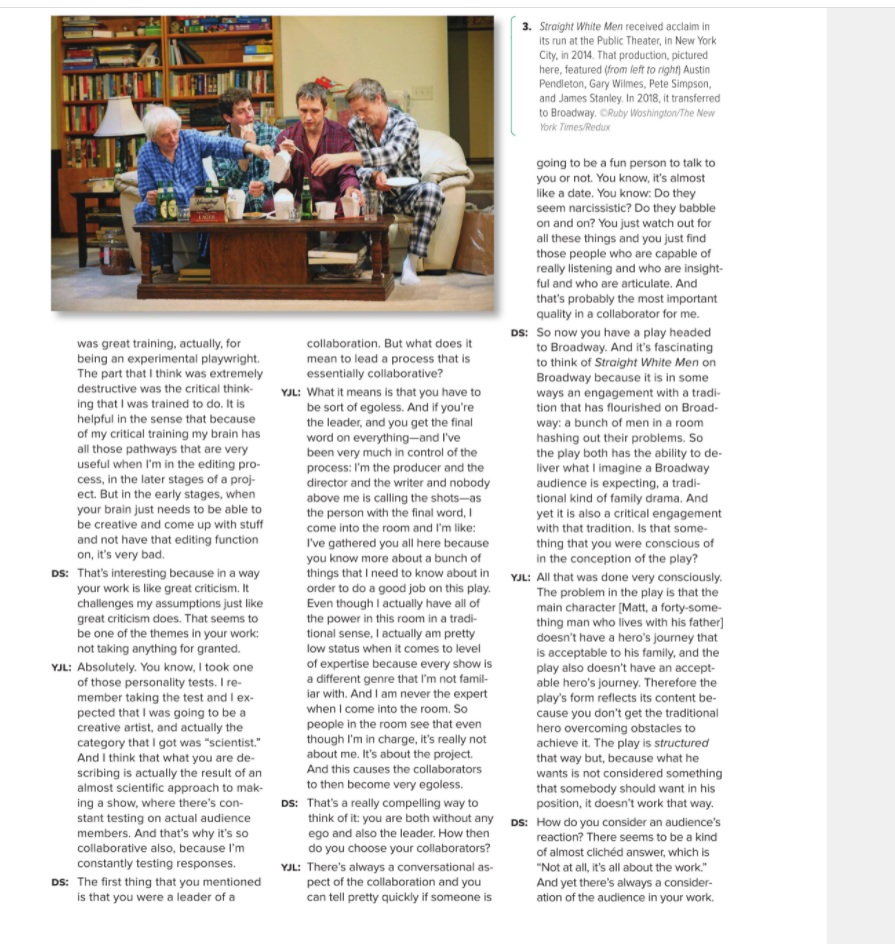 3. Straight White Men received acclaim in
its run at the Public Theater, in New York
City, in 2014. That production, pictured
here, featured (from left to right) Austin
Pendleton, Gary Wilmes, Pete Simpson,
and James Stanley. In 2018, it transferred
to Broadway. ©Ruby Washington/The New
York Times/Redux
was great training, actually, for
being an experimental playwright.
The part that I think was extremely
destructive was the critical think-
ing that I was trained to do. It is
helpful in the sense that because
of my critical training my brain has
all those pathways that are very
useful when I'm in the editing pro-
cess, in the later stages of a proj-
ect. But in the early stages, when
your brain just needs to be able to
be creative and come up with stuff
and not have that editing function
on, it's very bad.
DS: That's interesting because in a way
your work is like great criticism. It
challenges my assumptions just like
great criticism does. That seems to
be one of the themes in your work:
not taking anything for granted.
YJL: Absolutely. You know, I took one
of those personality tests. I re-
member taking the test and I ex-
pected that I was going to be a
creative artist, and actually the
category that I got was "scientist."
And I think that what you are de-
scribing is actually the result of an
almost scientific approach to mak-
ing a show, where there's con-
stant testing on actual audience
members. And that's why it's so
collaborative also, because I'm
constantly testing responses.
DS: The first thing that you mentioned
is that you were a leader of a
collaboration. But what does it
mean to lead a process that is
essentially collaborative?
YJL: What it means is that you have to
be sort of egoless. And if you're
the leader, and you get the final
word on everything—and I've
been very much in control of the
process: I'm the producer and the
director and the writer and nobody
above me is calling the shots—as
the person with the final word, I
come into the room and I'm like:
I've gathered you all here because
you know more about a bunch of
things that I need to know about in
order to do a good job on this play.
Even though I actually have all of
the power in this room in a tradi-
tional sense, I actually am pretty
low status when it comes to level
of expertise because every show is
a different genre that I'm not famil-
iar with. And I am never the expert
when I come into the room. So
people in the room see that even
though I'm in charge, it's really not
about me. It's about the project.
And this causes the collaborators
to then become very egoless.
DS: That's a really compelling way to
think of it: you are both without any
ego and also the leader. How then
do you choose your collaborators?
YJL: There's always a conversational as-
pect of the collaboration and you
can tell pretty quickly if someone is
going to be a fun person to talk to
you or not. You know, it's almost
like a date. You know: Do they
seem narcissistic? Do they babble
on and on? You just watch out for
all these things and you just find
those people who are capable of
really listening and who are insight-
ful and who are articulate. And
that's probably the most important
quality in a collaborator for me.
DS: So now you have a play headed
to Broadway. And it's fascinating
to think of Straight White Men on
Broadway because it is in some
ways an engagement with a tradi-
tion that has flourished on Broad-
way: a bunch of men in a room
hashing out their problems. So
the play both has the ability to de-
liver what I imagine a Broadway
audience is expecting, a tradi-
tional kind of family drama. And
yet it is also a critical engagement
with that tradition. Is that some-
thing that you were conscious of
in the conception of the play?
YJL: All that was done very consciously.
The problem in the play is that the
main character [Matt, a forty-some-
thing man who lives with his father]
doesn't have a hero's journey that
is acceptable to his family, and the
play also doesn't have an accept-
able hero's journey. Therefore the
play's form reflects its content be-
cause you don't get the traditional
hero overcoming obstacles to
achieve it. The play is structured
that way but, because what he
wants is not considered something
that somebody should want in his
position, it doesn't work that way.
DS: How do you consider an audience's
reaction? There seems to be a kind
of almost clichéd answer, which is
"Not at all, it's all about the work."
And yet there's always a consider-
ation of the audience in your work.